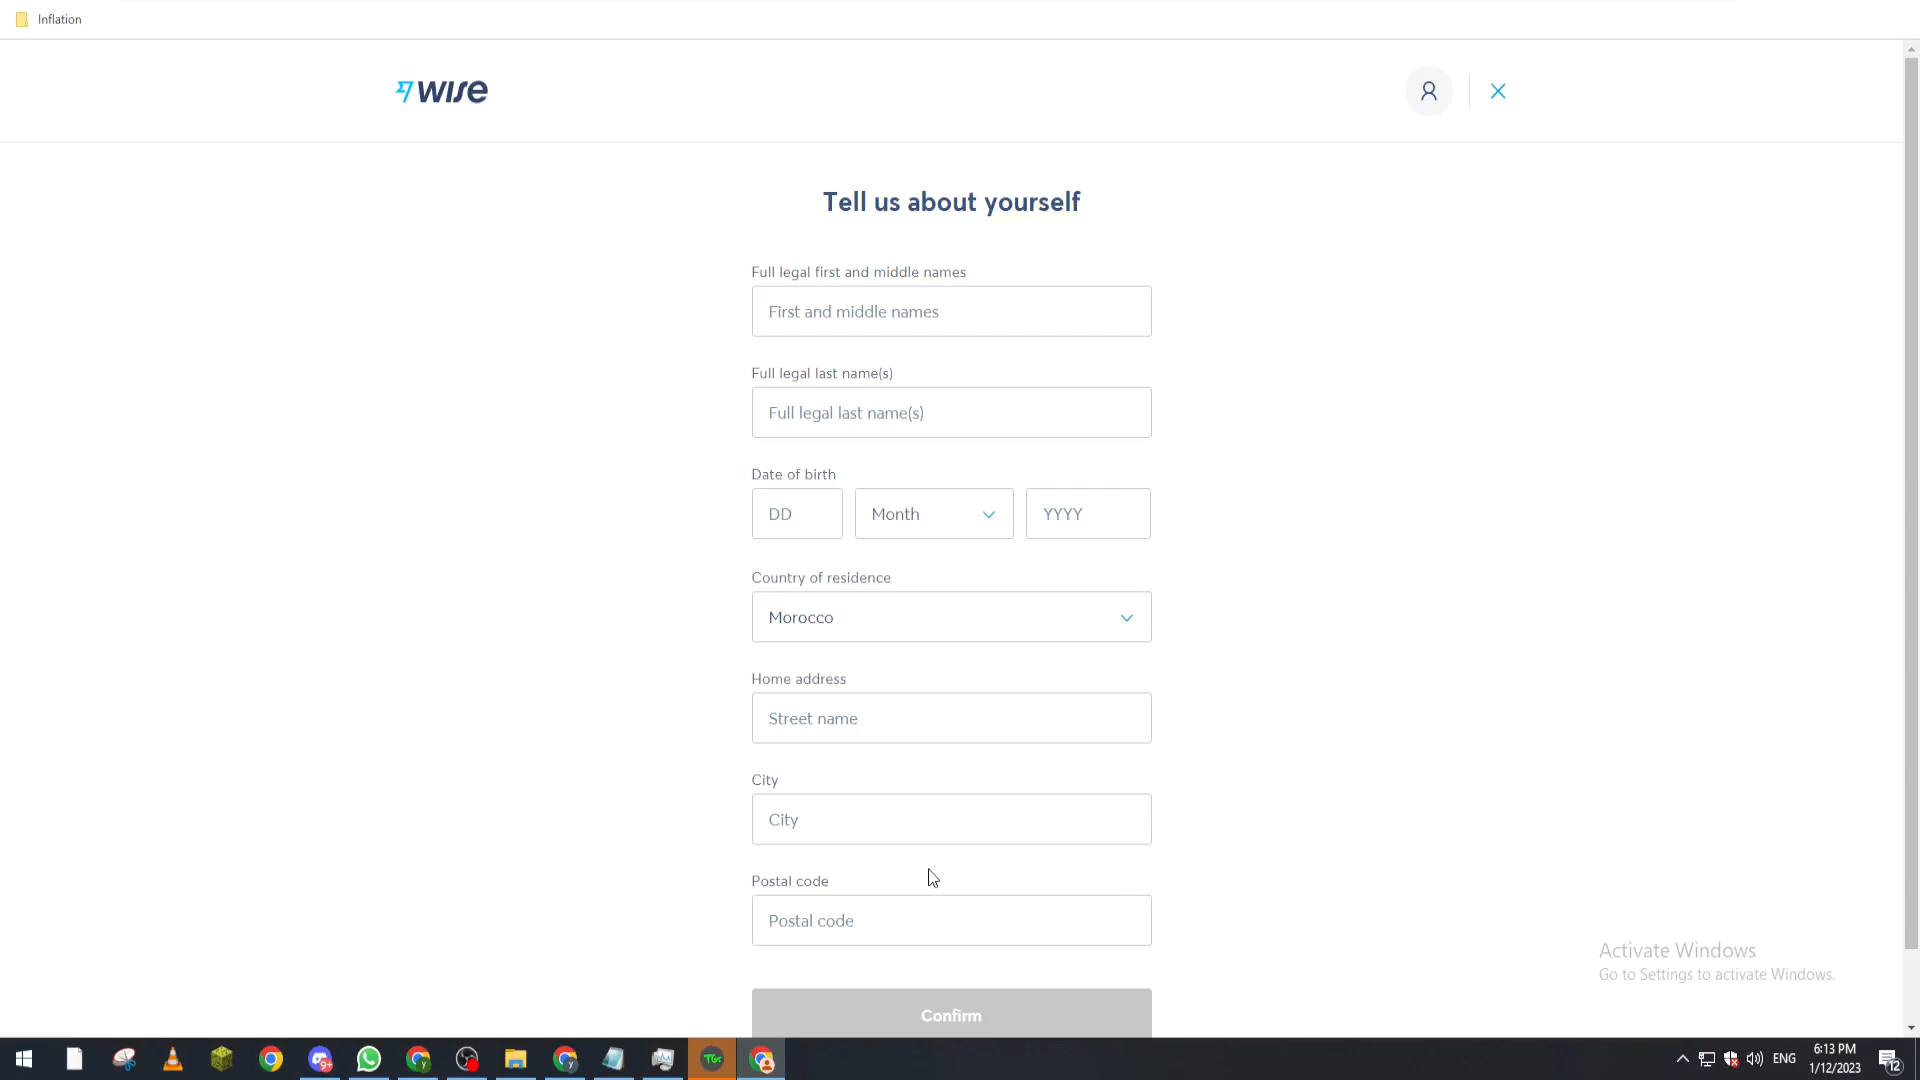 Inflation
wise
Tell us about yourself
Full legal first and middle names
First and middle names
Full legal last name(s)
Full legal last name(s)
Date of birth
DD Month YYYY
Country of residence
Morocco
Home address
Street name
City
City
Postal code
Postal code
Activate Windows
Go to Settings to activate Windows.
Confirm
9+
TGI
ENG
6:13 PM
1/12/2023
12